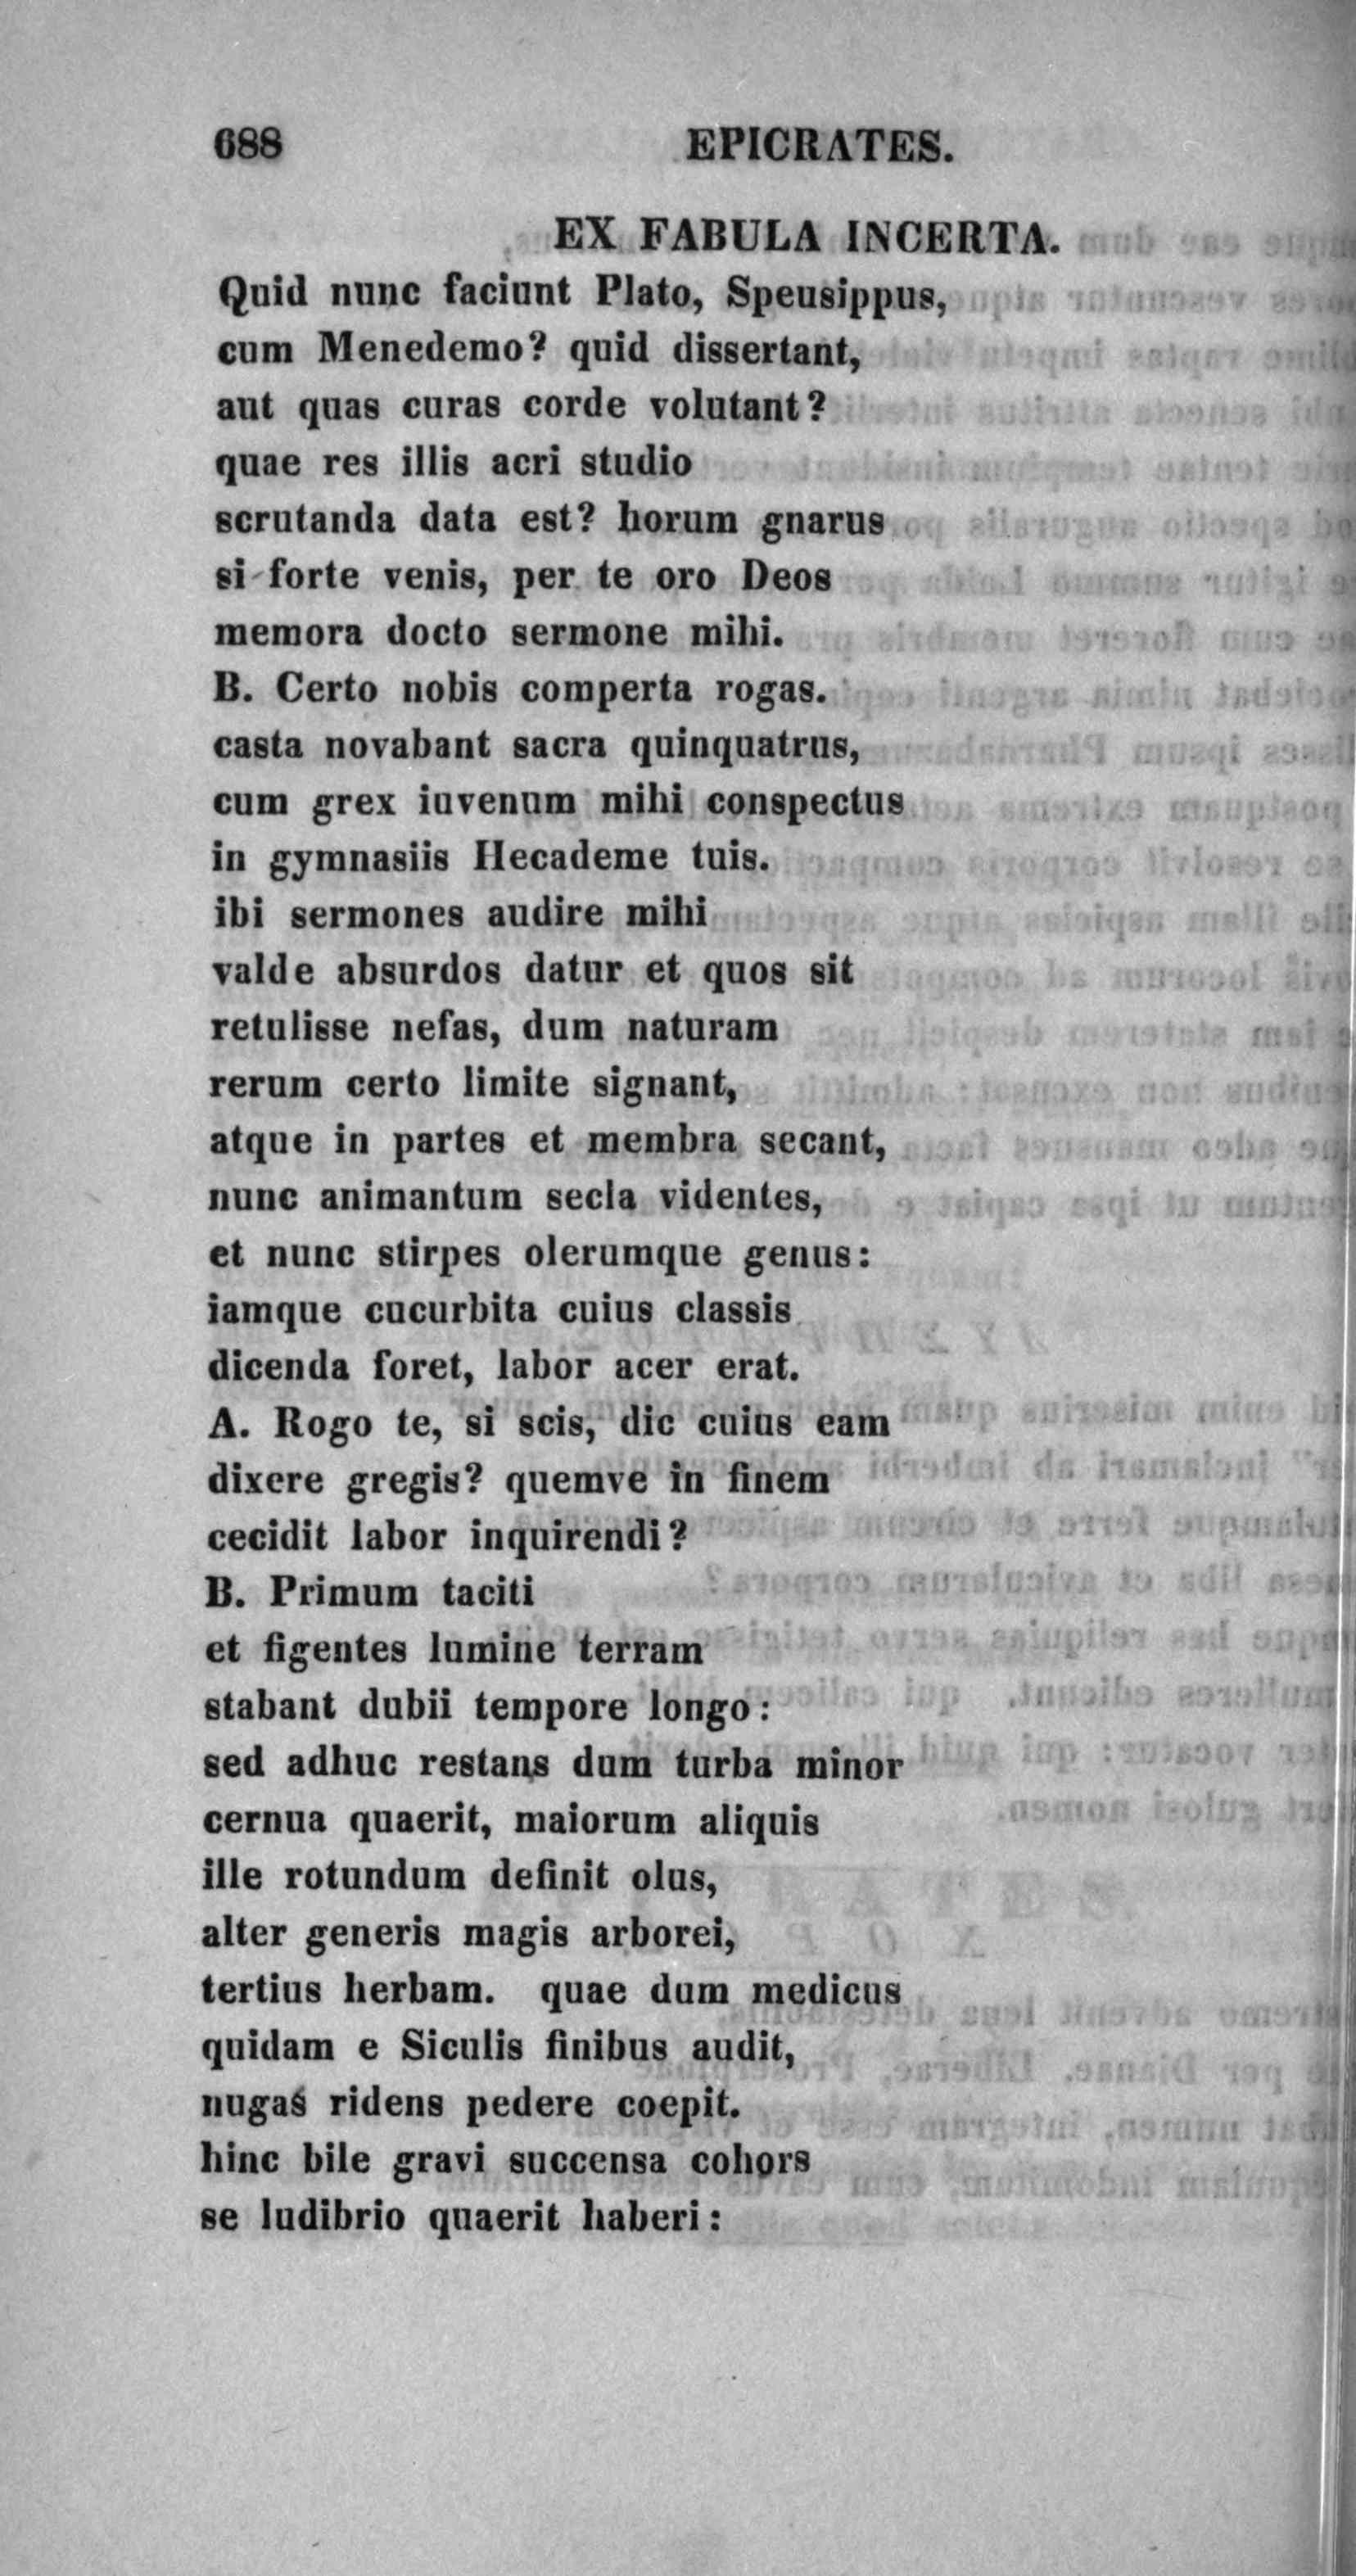 688 EPICRATES.
EX FABULA INCERTA.
Quid nunc faciunt Plato, Speusippus,
cum Menedemo? quid dissertant,
aut quas curas corde volutant?
quae res illis acri studio
scrutanda data est? horum gnarus
si forte venis, per te oro Deos
memora docto sermone mihi.
B. Certo nobis comperta rogas.
casta novabant sacra quinquatrus,
cum grex iuvenum mihi conspectus
in gymnasiis Hecademe tuis.
ibi sermones audire mihi
valde absurdos datur et quos sit
retulisse nefas, dum naturam
rerum certo limite signant,
atque in partes et membra secant,
nunc animantum secla videntes,
et nunc stirpes olerumque genus:
iamque cucurbita cuius classis
dicenda foret, labor acer erat.
A. Rogo te, si scis, dic cuius eam
dixere gregis? quemve in finem
cecidit labor inquirendi?
B. Primum taciti
et figentes lumine terram
stabant dubii tempore longo:
sed adhuc restans dum turba minor
cernua quaerit, maiorum aliquis
ille rotundum definit olus,
alter generis magis arborei,
tertius herbam. quae dum medicus
quidam e Siculis finibus audit,
nugas ridens pedere coepit.
hinc bile gravi succensa cohors
se ludibrio quaerit haberi: